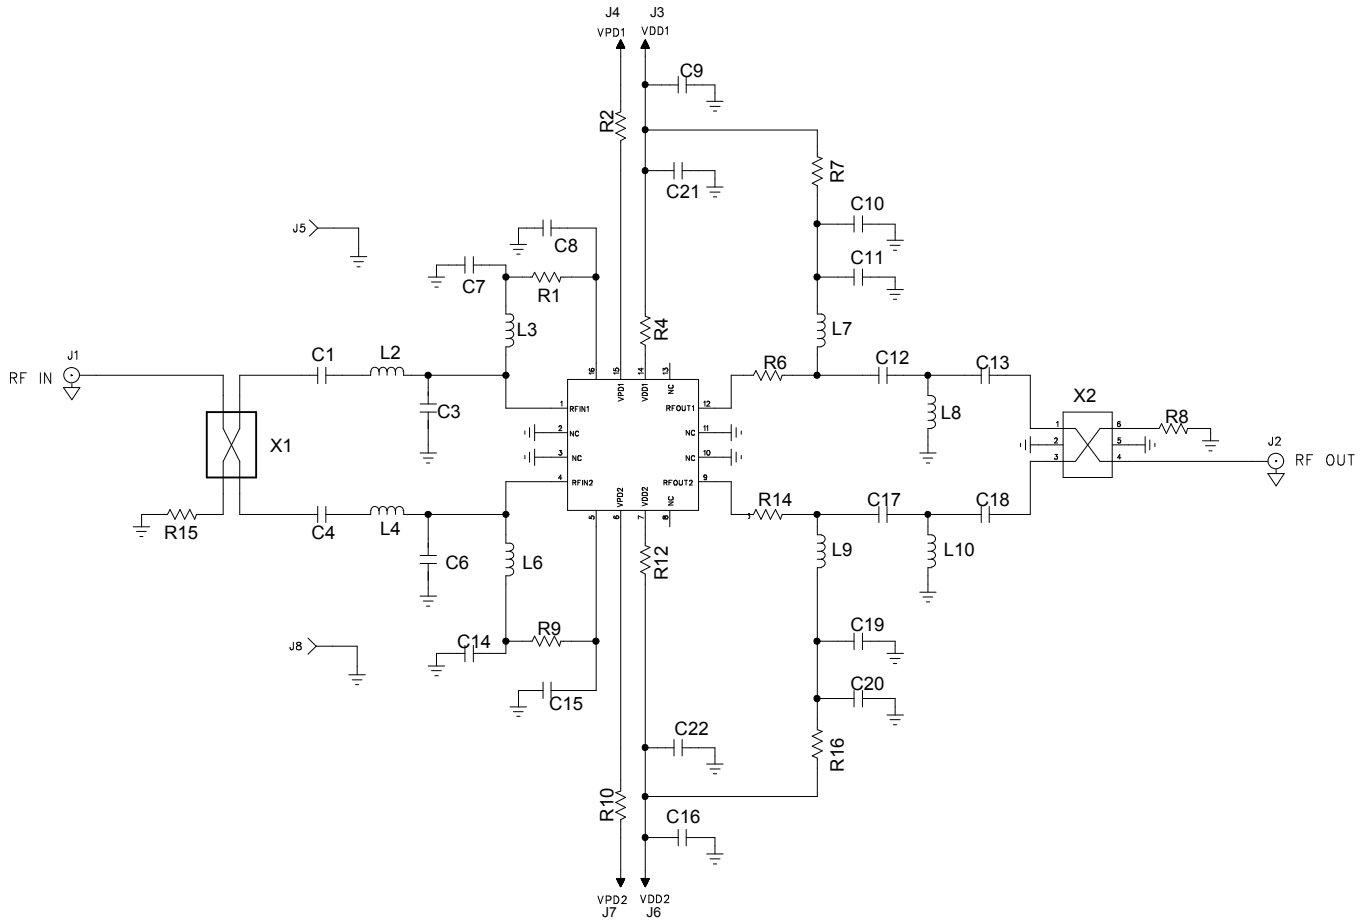 J4 J3
VPD1 VDD1
C9
R2
R7
C21
C10
J5
C8
C11
C7
R1
L3
R4
L7
J1
C1 L2
RF IN
C3
16 15 14 13
VPD1 VDD1 NC
R6
C12 C13
L8
1 RFIN1 RFOUT1 12
2 NC NC 11
3 NC NC 10
4 RFIN2 RFOUT2 9
VPD2 VDD2 NC
5 6 7 8
X1
X2
1 6
2 5
3 4
R8
J2
RF OUT
R15
C4 L4
C6
L6
R12
R14
C17 C18
L9
L10
J8
C14
R9
C15
C19
C20
C22
R16
R10
C16
VPD2 VDD2
J7 J6